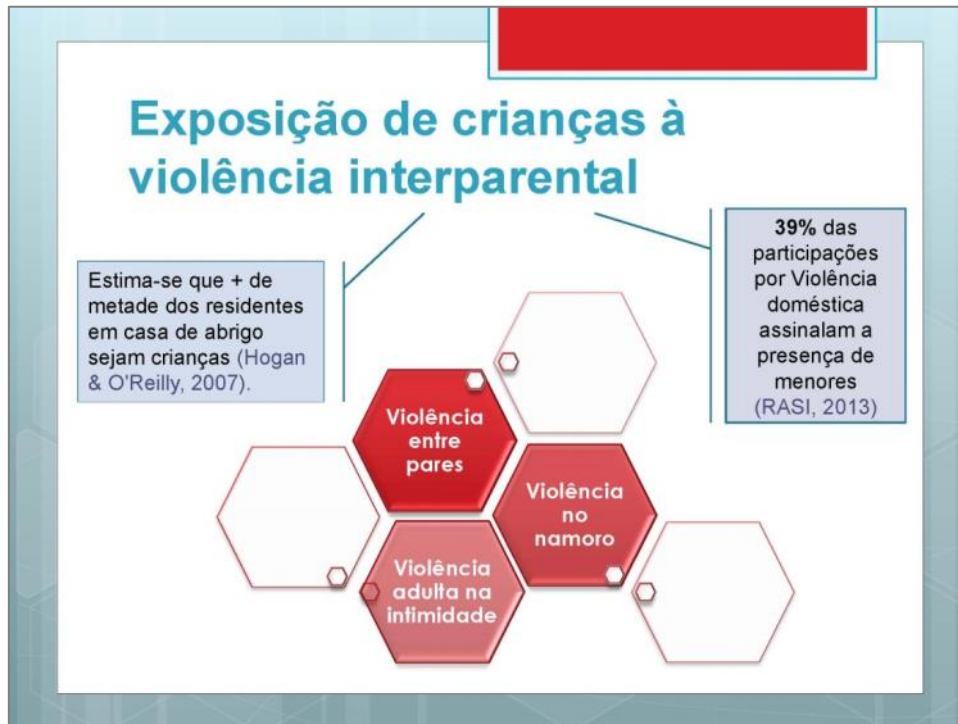 Exposição de crianças à
violência interparental
Estima-se que + de
metade dos residentes
em casa de abrigo
sejam crianças (Hogan
& O'Reilly, 2007).
39% das
participações
por Violência
doméstica
assinalam a
presença de
menores
(RASI, 2013)
Violência
entre
pares
Violência
no
namoro
Violência
adulta na
intimidade